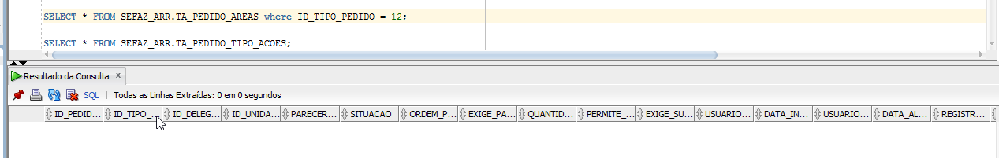 SELECT * FROM SEFAZ_ARR.TA_PEDIDO_AREAS where ID_TIPO_PEDIDO = 12;
SELECT * FROM SEFAZ_ARR.TA_PEDIDO_TIPO_ACOES;
Resultado da Consulta x
SQL | Todas as Linhas Extraídas: 0 em 0 segundos
ID_PEDID... ID_TIPO_... ID_DELEG... ID_UNIDA... PARECER... SITUACAO ORDEM_P... EXIGE_PA... QUANTID... PERMITE_... EXIGE_SU... USUARIO... DATA_IN... USUARIO... DATA_AL... REGISTR...